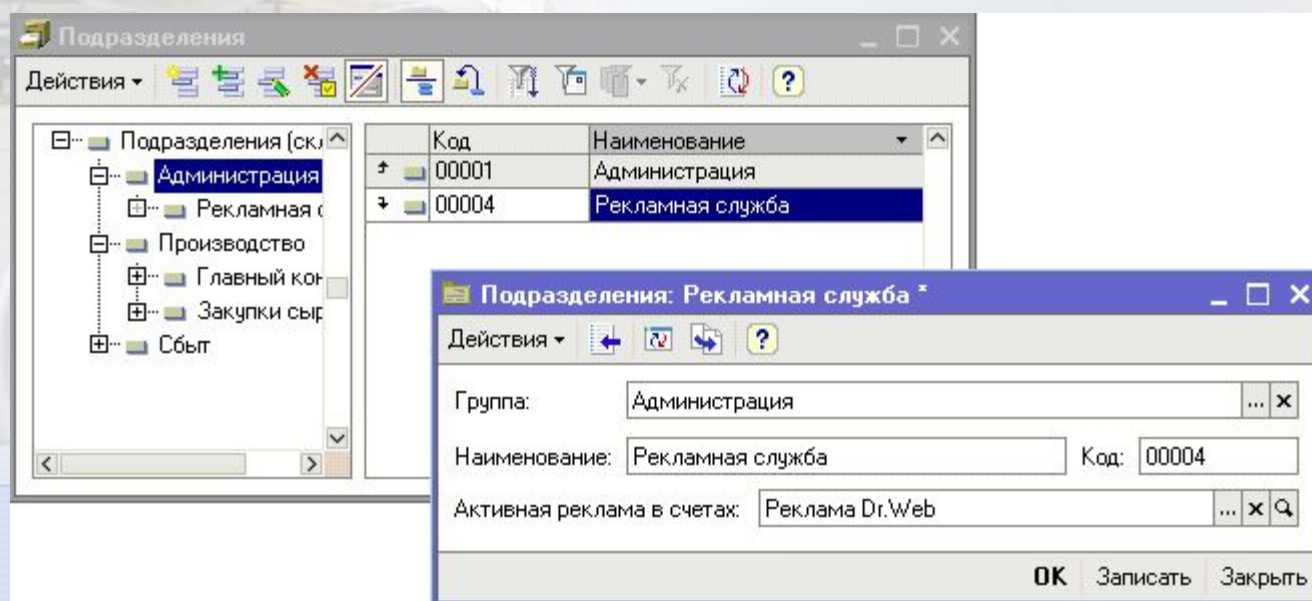 Подразделения
Действия
Подразделения (скл
Администрация
Рекламная с
Производство
Главный кон
Закупки сыр
Сбыт
Код Наименование
00001 Администрация
00004 Рекламная служба
Подразделения: Рекламная служба *
Действия
Группа: Администрация
Наименование: Рекламная служба Код: 00004
Активная реклама в счетах: Реклама Dr.Web
OK Записать Закрыть